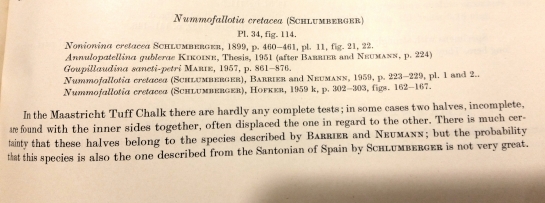 Nummofallotia cretacea (SCHLUMBERGER)
Pl. 34, fig. 114.
Nonionina cretacea SCHLUMBERGER, 1899, p. 460–461, pl. 11, fig. 21, 22.
Annulopatellina gublerae KIKOINE, Thesis, 1951 (after BARRIER and NEUMANN, p. 224)
Goupillaudina sancti-petri MARIE, 1957, p. 861–876.
Nummofallotia cretacea (SCHLUMBERGER), BARRIER and NEUMANN, 1959, p. 223–229, pl. 1 and 2..
Nummofallotia cretacea (SCHLUMBERGER), HOFKER, 1959 k, p. 302–303, figs. 162–167.
In the Maastricht Tuff Chalk there are hardly any complete tests; in some cases two halves, incomplete,
are found with the inner sides together, often displaced the one in regard to the other. There is much cer-
tainty that these halves belong to the species described by BARRIER and NEUMANN; but the probability
that this species is also the one described from the Santonian of Spain by SCHLUMBERGER is not very great.